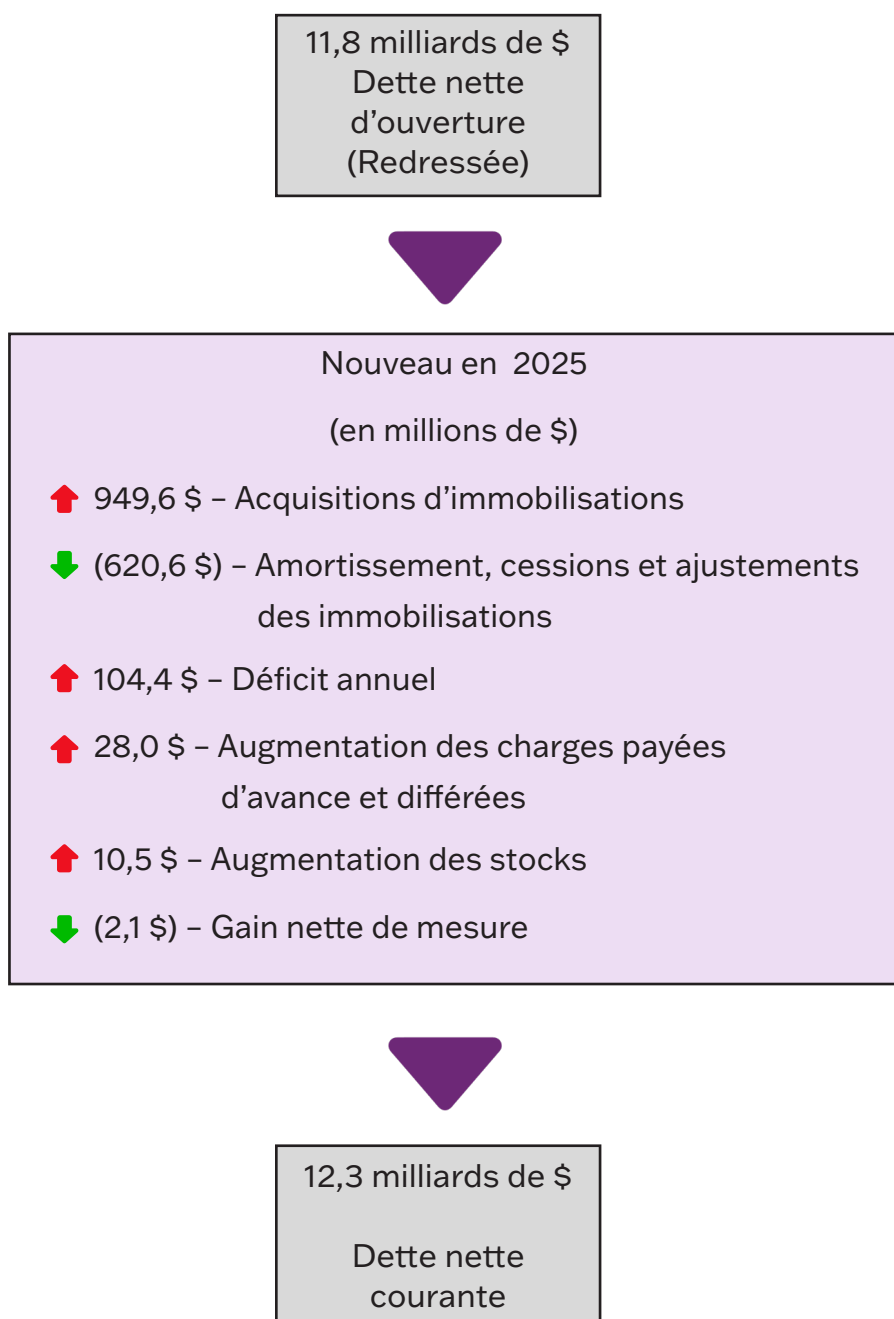 11,8 milliards de $
Dette nette
d’ouverture
(Redressée)
Nouveau en 2025
(en millions de $)
949,6 $ – Acquisitions d’immobilisations
(620,6 $) – Amortissement, cessions et ajustements
des immobilisations
104,4 $ – Déficit annuel
28,0 $ – Augmentation des charges payées
d’avance et différées
10,5 $ – Augmentation des stocks
(2,1 $) – Gain nette de mesure
12,3 milliards de $
Dette nette
courante